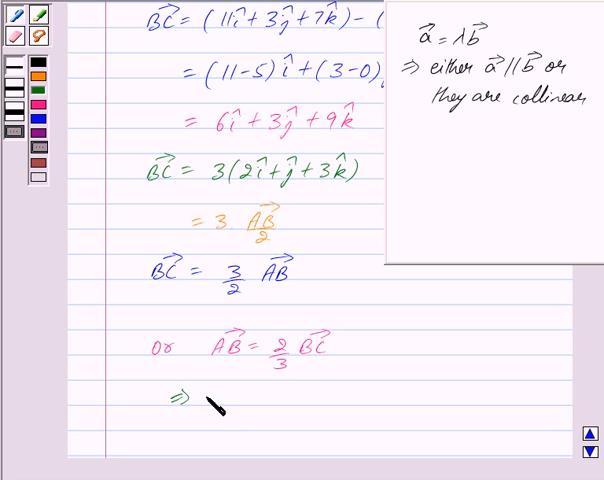 BC⃗ = (11î + 3ĵ + 7k̂) - (
= (11-5) î + (3-0)
= 6î + 3ĵ + 9k̂
BC⃗ = 3(2î + ĵ + 3k̂)
= 3. AB⃗/2
BC⃗ = 3/2 AB⃗
or AB⃗ = 2/3 BC⃗
⇒
a⃗ = λb⃗
⇒ either a⃗ || b⃗ or
they are collinear